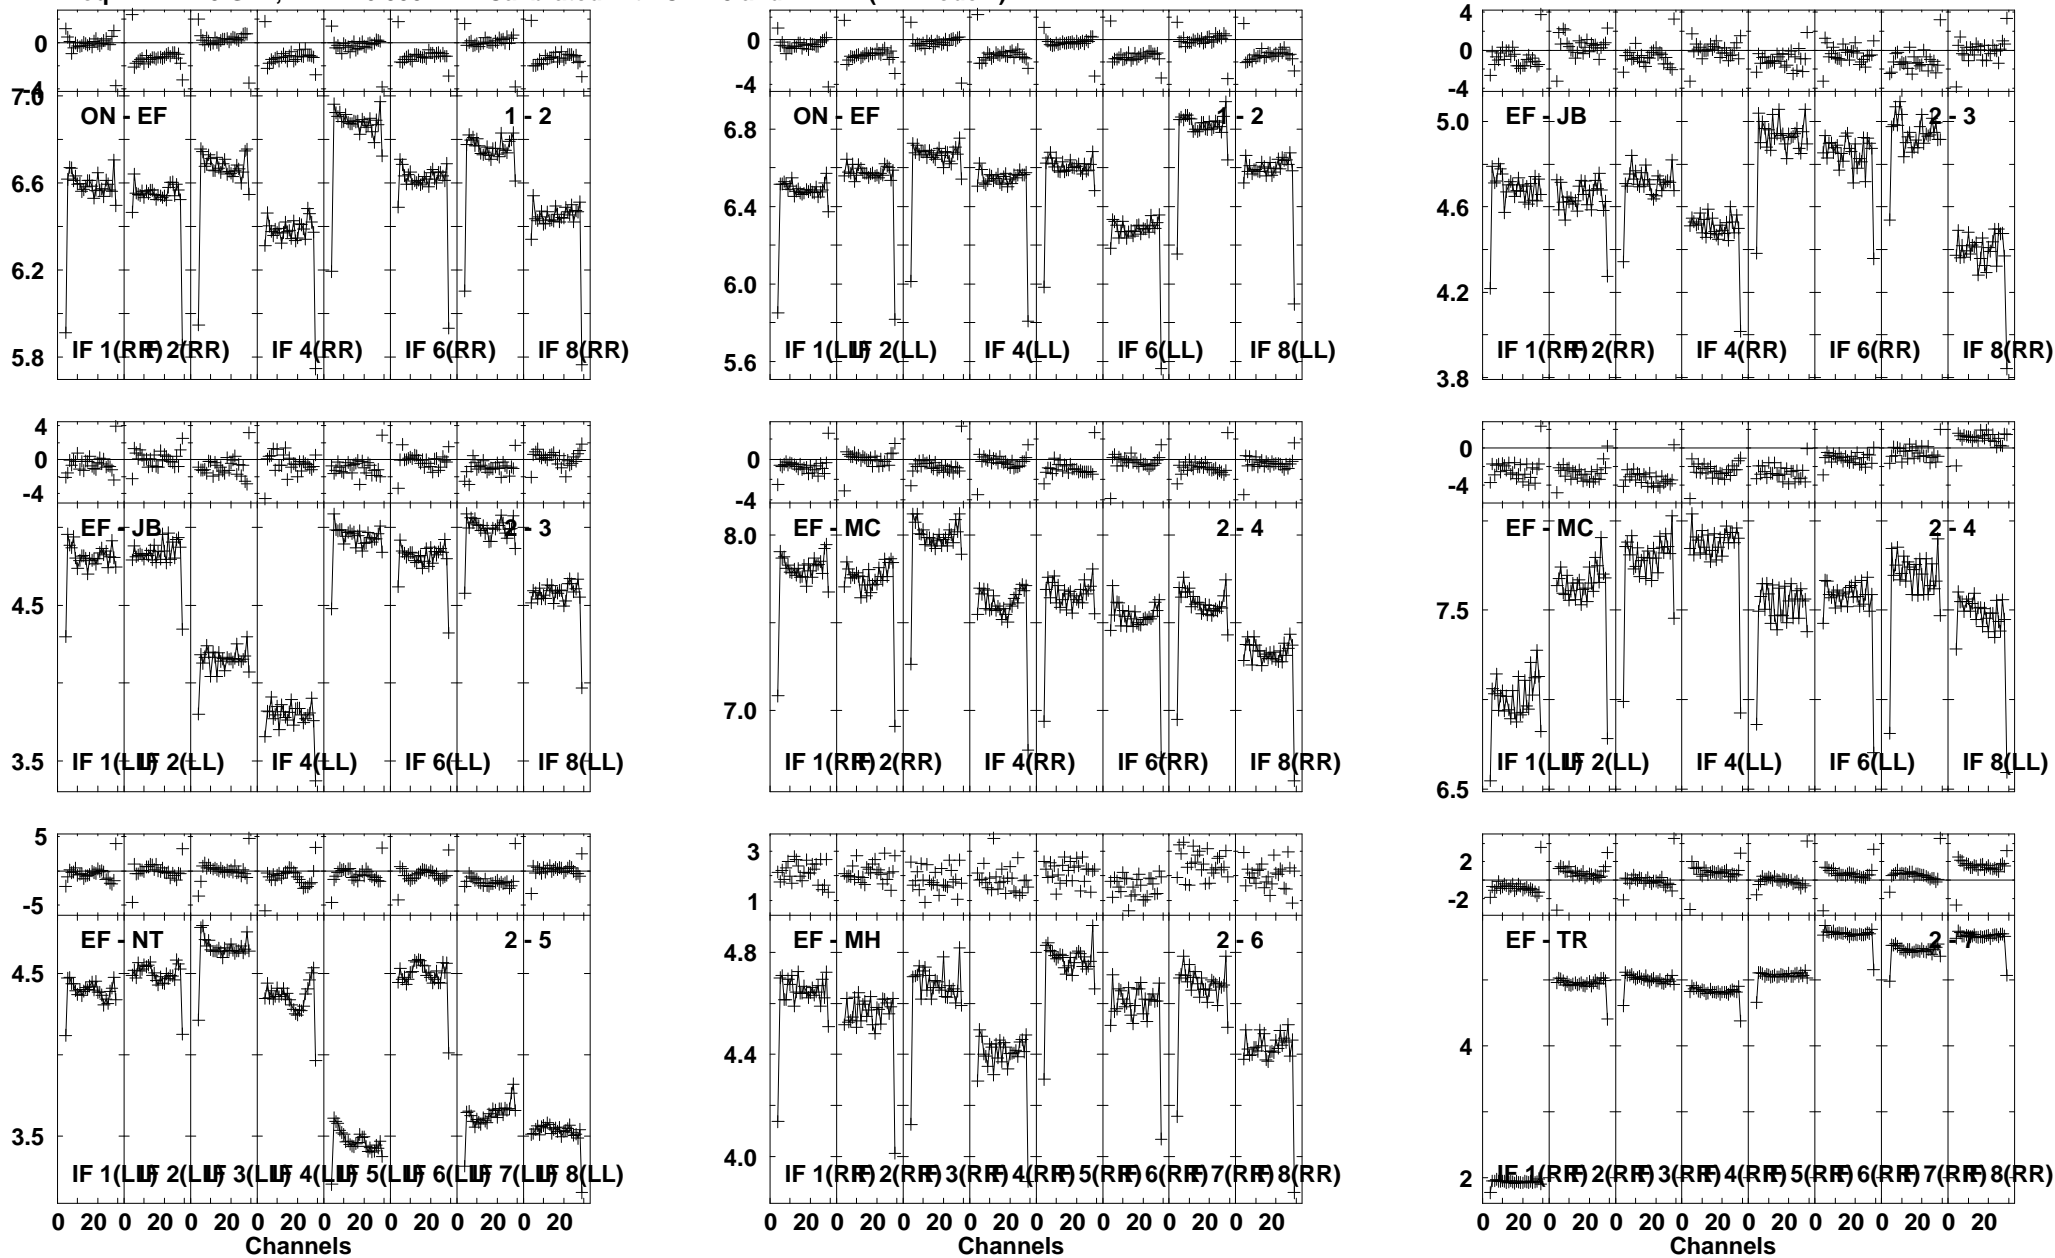 0
-4
7.0
6.6
6.2
5.8
ON - EF 1 - 2
IF 1(RR) IF 2(RR) IF 4(RR) IF 6(RR) IF 8(RR)
0
-4
6.8
6.4
6.0
5.6
ON - EF 1 - 2
IF 1(LL) IF 2(LL) IF 4(LL) IF 6(LL) IF 8(LL)
4
0
-4
5.0
4.6
4.2
3.8
EF - JB 2 - 3
IF 1(RR) IF 2(RR) IF 4(RR) IF 6(RR) IF 8(RR)
4
0
-4
4.5
3.5
EF - JB 2 - 3
IF 1(LL) IF 2(LL) IF 4(LL) IF 6(LL) IF 8(LL)
0
-4
8.0
7.0
EF - MC 2 - 4
IF 1(RR) IF 2(RR) IF 4(RR) IF 6(RR) IF 8(RR)
0
-4
7.5
6.5
EF - MC 2 - 4
IF 1(LL) IF 2(LL) IF 4(LL) IF 6(LL) IF 8(LL)
5
-5
4.5
3.5
EF - NT 2 - 5
IF 1(LL) IF 2(LL) IF 3(LL) IF 4(LL) IF 5(LL) IF 6(LL) IF 7(LL) IF 8(LL)
0 20 0 20 0 20 0 20 0 20 0 20 0 20 0 20
Channels
3
1
4.8
4.4
4.0
EF - MH 2 - 6
IF 1(RR) IF 2(RR) IF 3(RR) IF 4(RR) IF 5(RR) IF 6(RR) IF 7(RR) IF 8(RR)
0 20 0 20 0 20 0 20 0 20 0 20 0 20 0 20
Channels
2
-2
4
2
EF - TR 2 - 7
IF 1(RR) IF 2(RR) IF 3(RR) IF 4(RR) IF 5(RR) IF 6(RR) IF 7(RR) IF 8(RR)
0 20 0 20 0 20 0 20 0 20 0 20 0 20 0 20
Channels